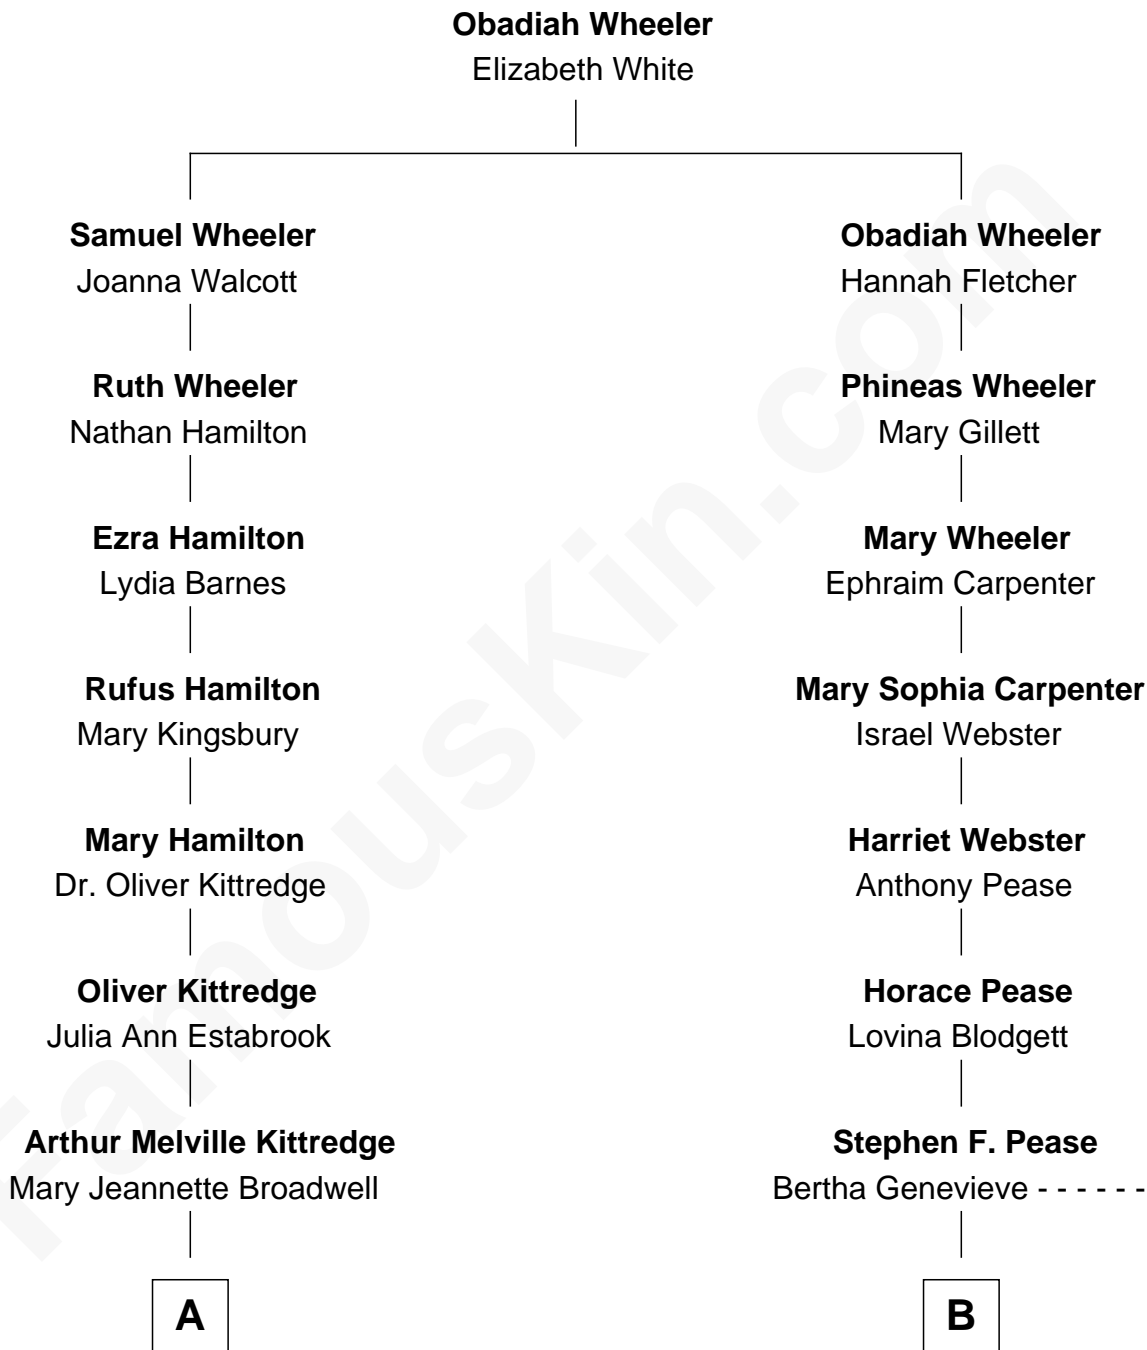 Obadiah Wheeler
Elizabeth White
Samuel Wheeler
Joanna Walcott
Obadiah Wheeler
Hannah Fletcher
Ruth Wheeler
Nathan Hamilton
Phineas Wheeler
Mary Gillett
Ezra Hamilton
Lydia Barnes
Mary Wheeler
Ephraim Carpenter
Rufus Hamilton
Mary Kingsbury
Mary Sophia Carpenter
Israel Webster
Mary Hamilton
Dr. Oliver Kittredge
Harriet Webster
Anthony Pease
Oliver Kittredge
Julia Ann Estabrook
Horace Pease
Lovina Blodgett
Arthur Melville Kittredge
Mary Jeannette Broadwell
Stephen F. Pease
Bertha Genevieve - - - - - -
A
B
FamousKin.com